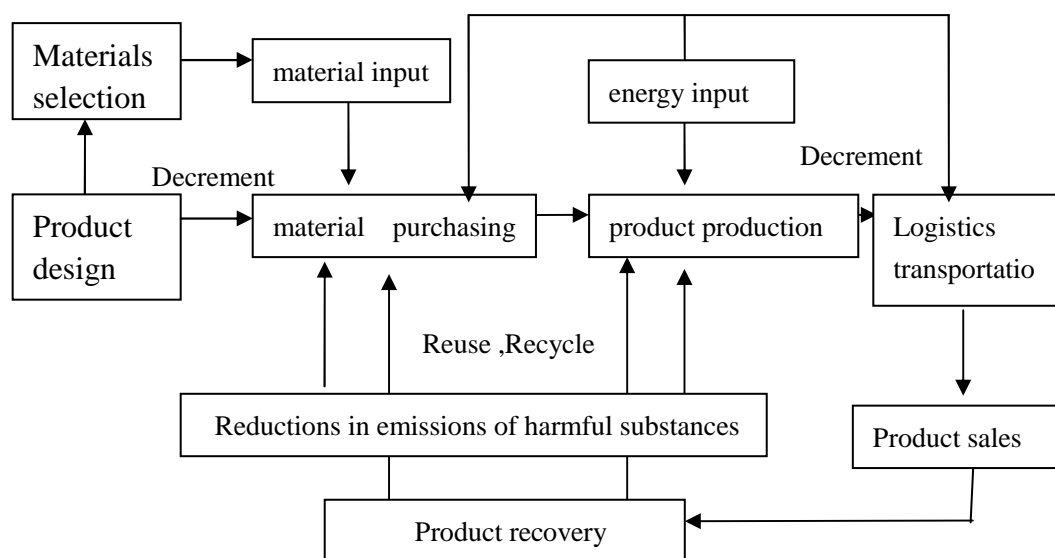 Materials
selection
material input
energy input
Decrement
Decrement
Product
design
material purchasing
product production
Logistics
transportatio
Reuse ,Recycle
Reductions in emissions of harmful substances
Product sales
Product recovery